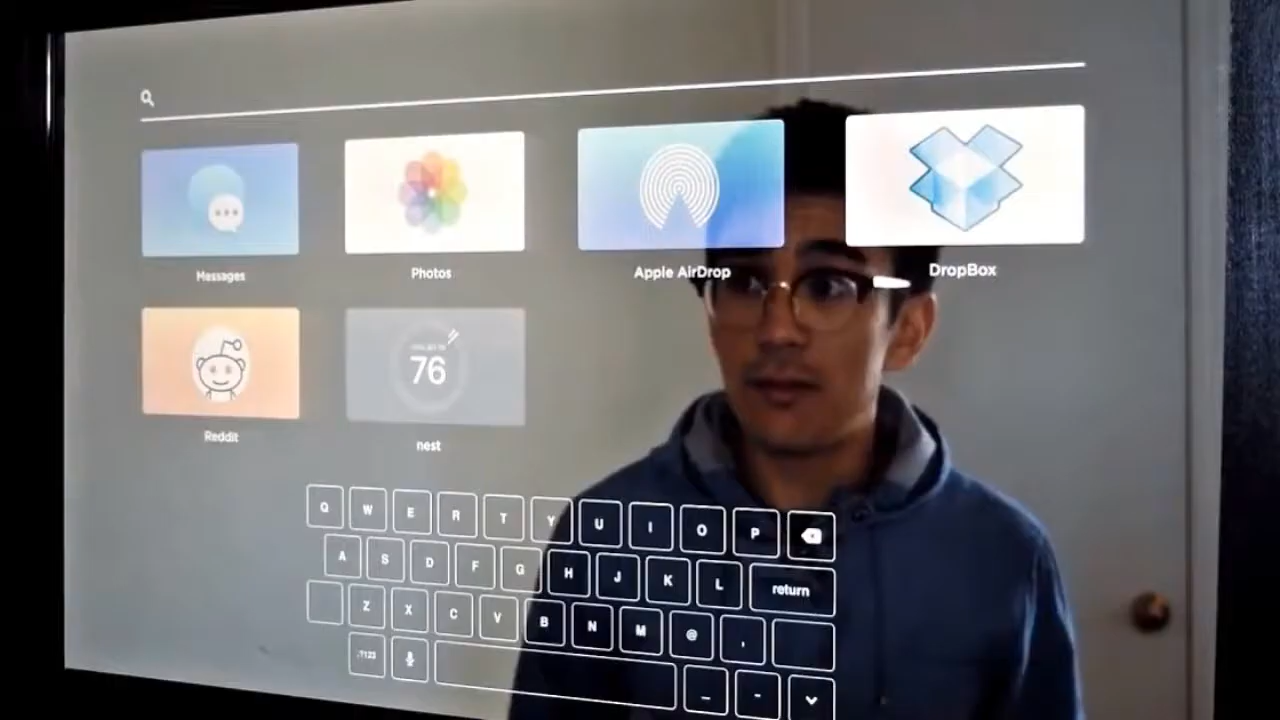 Messages
Photos
Apple AirDrop
DropBox
Reddit
76
nest
Q W E R T Y U I O P
A S D F G H J K L return
Z X C V B N M @ ,
.?123 _ -